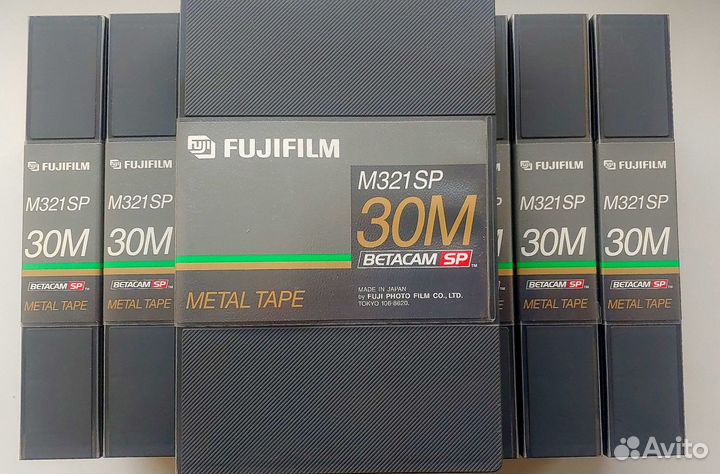 FUJIFILM
M321SP
30M
BETACAM SP
METAL TAPE
FUJIFILM
M321SP
30M
BETACAM SP
METAL TAPE
FUJI FUJIFILM
M321SP
30M
BETACAM SP™
METAL TAPE
MADE IN JAPAN
by FUJI PHOTO FILM CO., LTD.
TOKYO 106-8620.
FUJIFILM
M321SP
30M
BETACAM SP
METAL TAPE
FUJIFILM
M321SP
30M
BETACAM SP
METAL TAPE
Avito